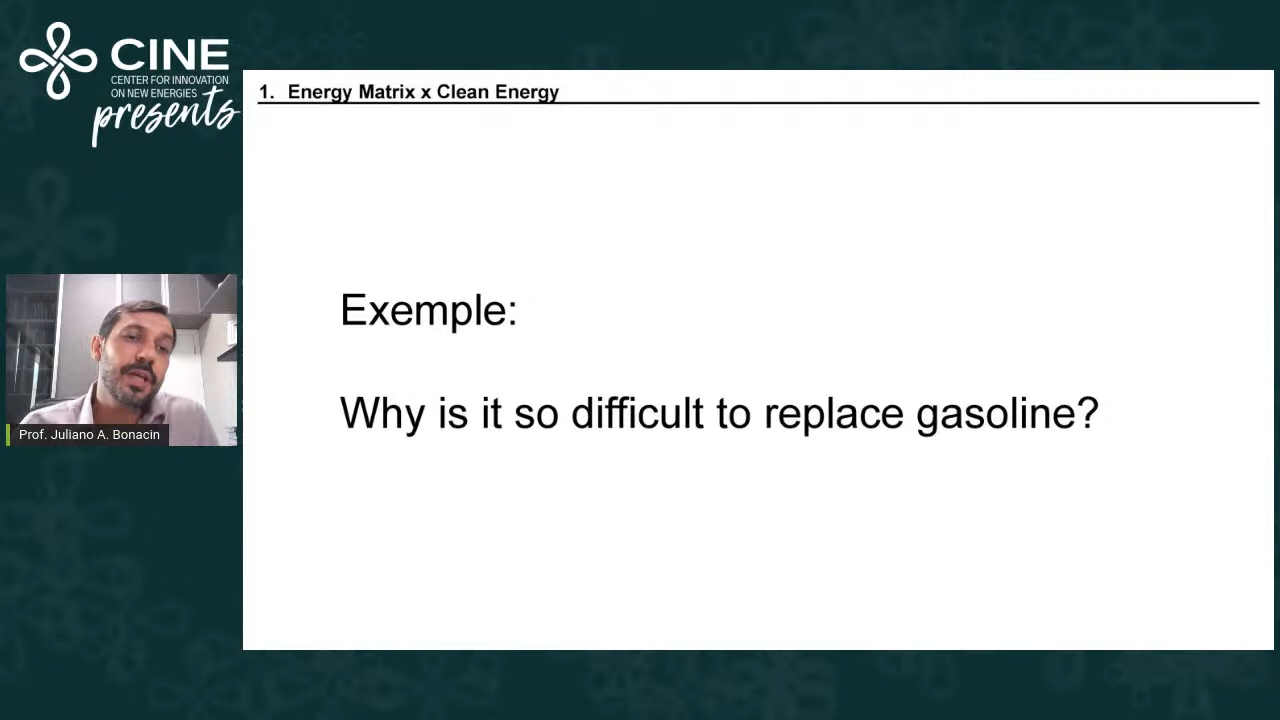 CINE
CENTER FOR INNOVATION
ON NEW ENERGIES
presents
1. Energy Matrix x Clean Energy
Exemple:
Why is it so difficult to replace gasoline?
Prof. Juliano A. Bonacin